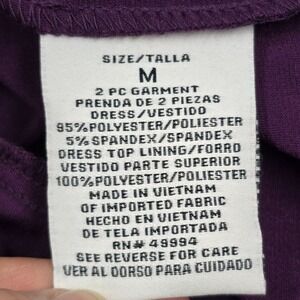 SIZE/TALLA
M
2 PC GARMENT
PRENDA DE 2 PIEZAS
DRESS/VESTIDO
95%POLYESTER/POLIESTER
5% SPANDEX/SPANDEX
DRESS TOP LINING/FORRO
VESTIDO PARTE SUPERIOR
100%POLYESTER/POLIESTER
MADE IN VIETNAM
OF IMPORTED FABRIC
HECHO EN VIETNAM
DE TELA IMPORTADA
RN# 49994
SEE REVERSE FOR CARE
VER AL DORSO PARA CUIDADO